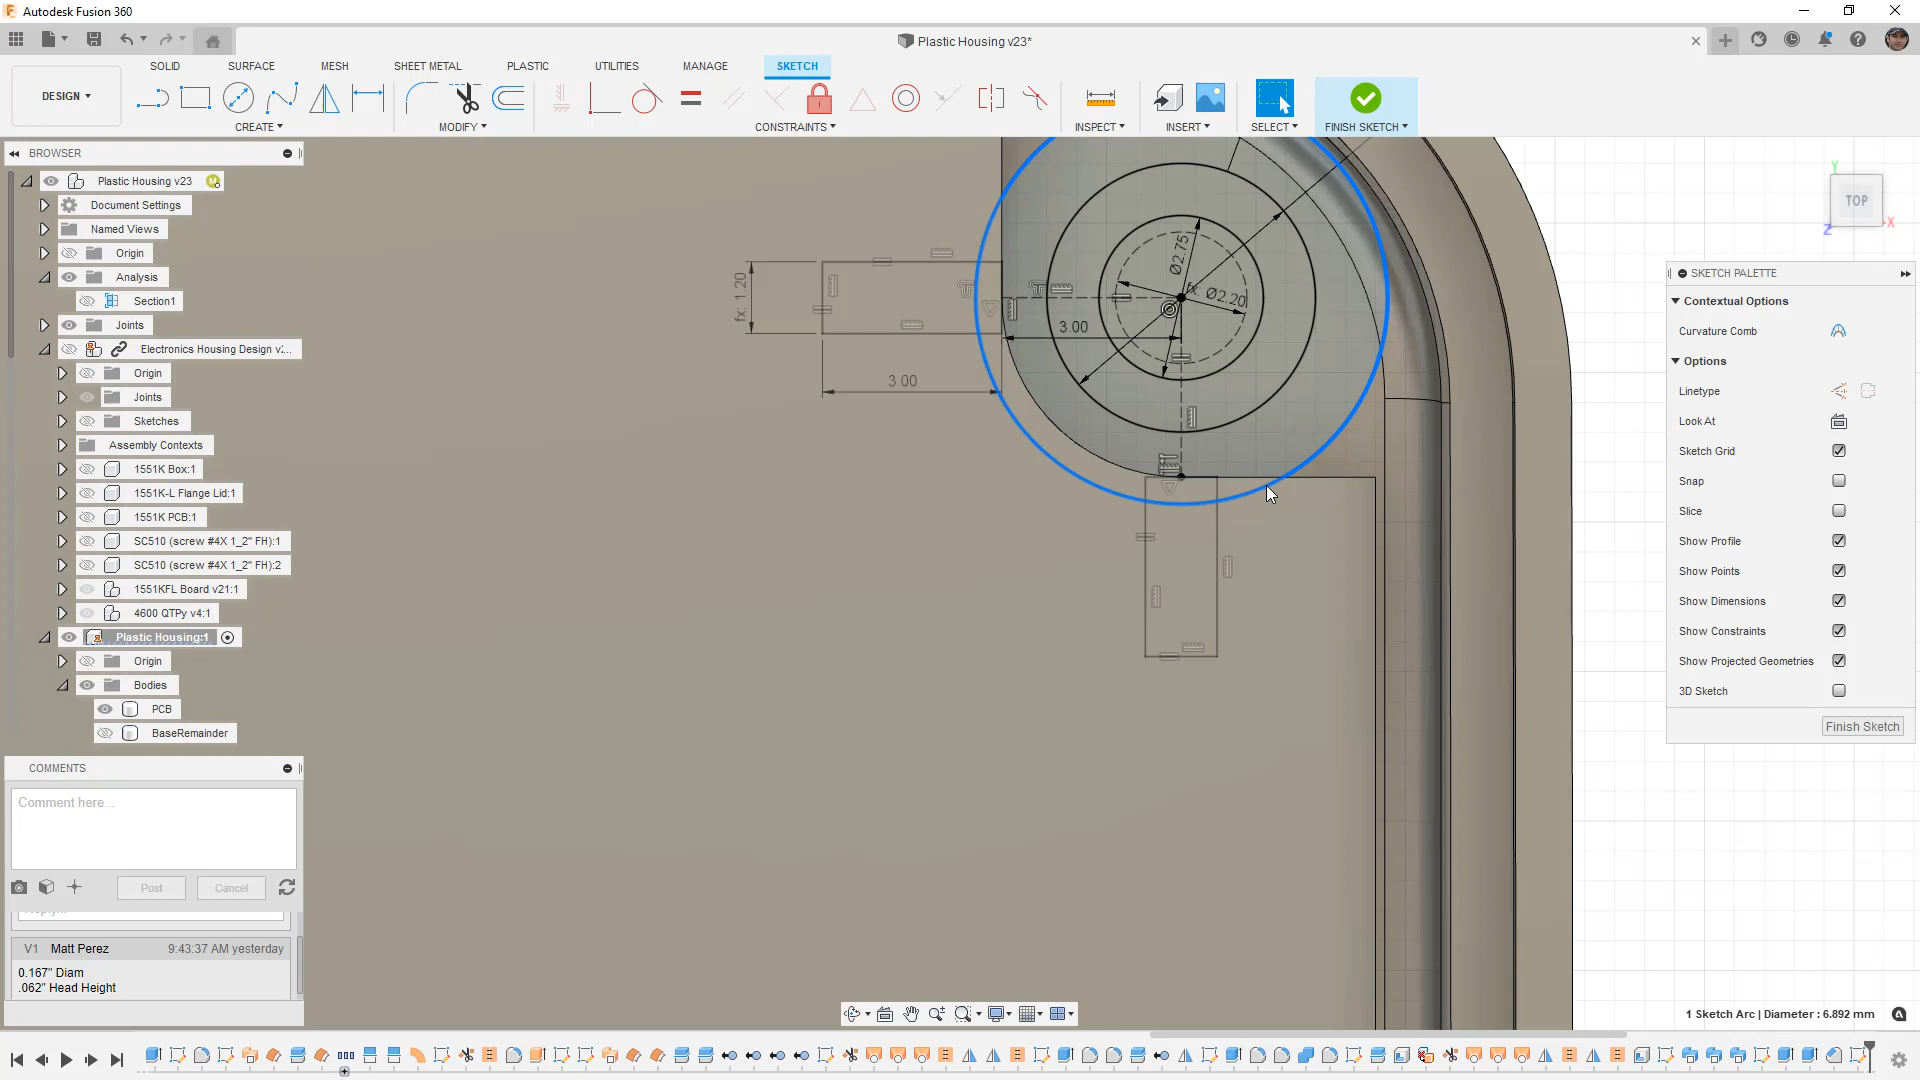 Autodesk Fusion 360
Plastic Housing v23*
SOLID SURFACE MESH SHEET METAL PLASTIC UTILITIES MANAGE SKETCH
DESIGN
CREATE MODIFY CONSTRAINTS INSPECT INSERT SELECT FINISH SKETCH
BROWSER
Plastic Housing v23
Document Settings
Named Views
Origin
Analysis
Section1
Joints
Electronics Housing Design v:...
Origin
Joints
Sketches
Assembly Contexts
1551K Box:1
1551K-L Flange Lid:1
1551K PCB:1
SC510 (screw #4X 1_2" FH):1
SC510 (screw #4X 1_2" FH):2
1551KFL Board v21:1
4600 QTPy v4:1
Plastic Housing:1
Origin
Bodies
PCB
BaseRemainder
COMMENTS
Comment here...
Post Cancel
V1 Matt Perez 9:43:37 AM yesterday
0.167" Diam
.062" Head Height
fx: 1.20
3.00
3.00
Ø2.75
fx: Ø2.20
TOP
Y
X
Z
SKETCH PALETTE
Contextual Options
Curvature Comb
Options
Linetype
Look At
Sketch Grid
Snap
Slice
Show Profile
Show Points
Show Dimensions
Show Constraints
Show Projected Geometries
3D Sketch
Finish Sketch
1 Sketch Arc | Diameter : 6.892 mm